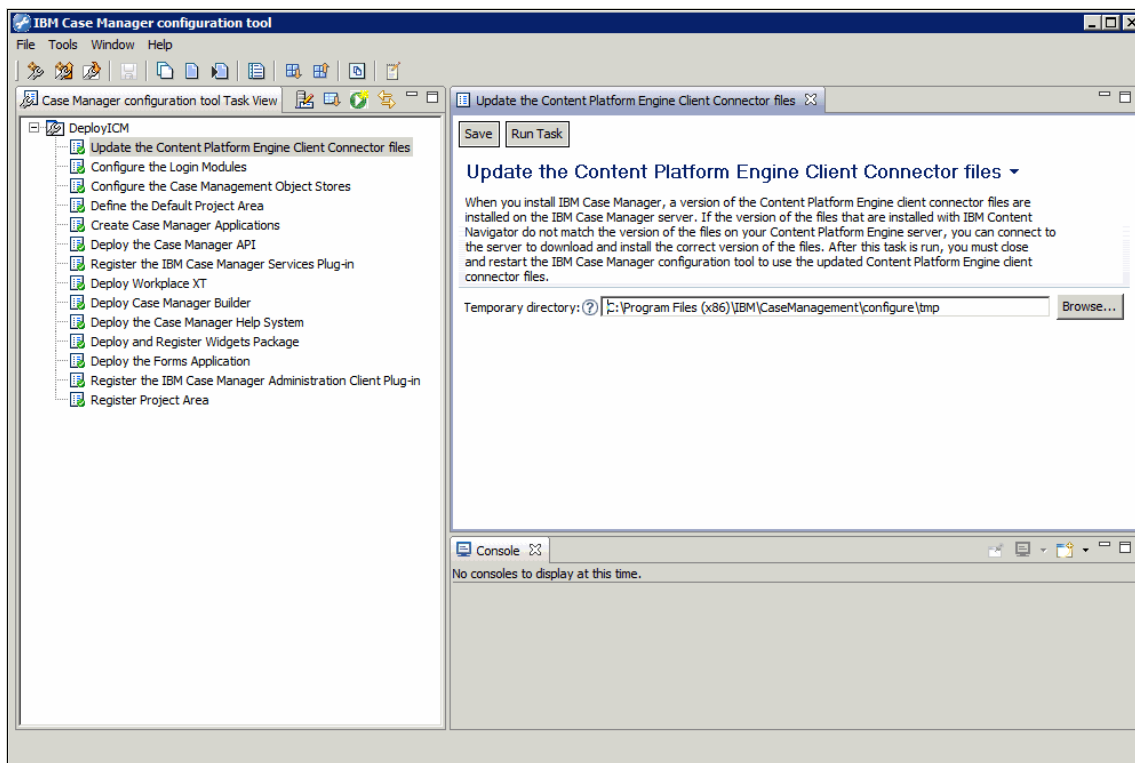 IBM Case Manager configuration tool
File Tools Window Help
Case Manager configuration tool Task View
DeployICM
Update the Content Platform Engine Client Connector files
Configure the Login Modules
Configure the Case Management Object Stores
Define the Default Project Area
Create Case Manager Applications
Deploy the Case Manager API
Register the IBM Case Manager Services Plug-in
Deploy Workplace XT
Deploy Case Manager Builder
Deploy the Case Manager Help System
Deploy and Register Widgets Package
Deploy the Forms Application
Register the IBM Case Manager Administration Client Plug-in
Register Project Area
Update the Content Platform Engine Client Connector files
Save Run Task
Update the Content Platform Engine Client Connector files
When you install IBM Case Manager, a version of the Content Platform Engine client connector files are
installed on the IBM Case Manager server. If the version of the files that are installed with IBM Content
Navigator do not match the version of the files on your Content Platform Engine server, you can connect to
the server to download and install the correct version of the files. After this task is run, you must close
and restart the IBM Case Manager configuration tool to use the updated Content Platform Engine client
connector files.
Temporary directory: ? C:\Program Files (x86)\IBM\CaseManagement\configure\tmp Browse...
Console
No consoles to display at this time.